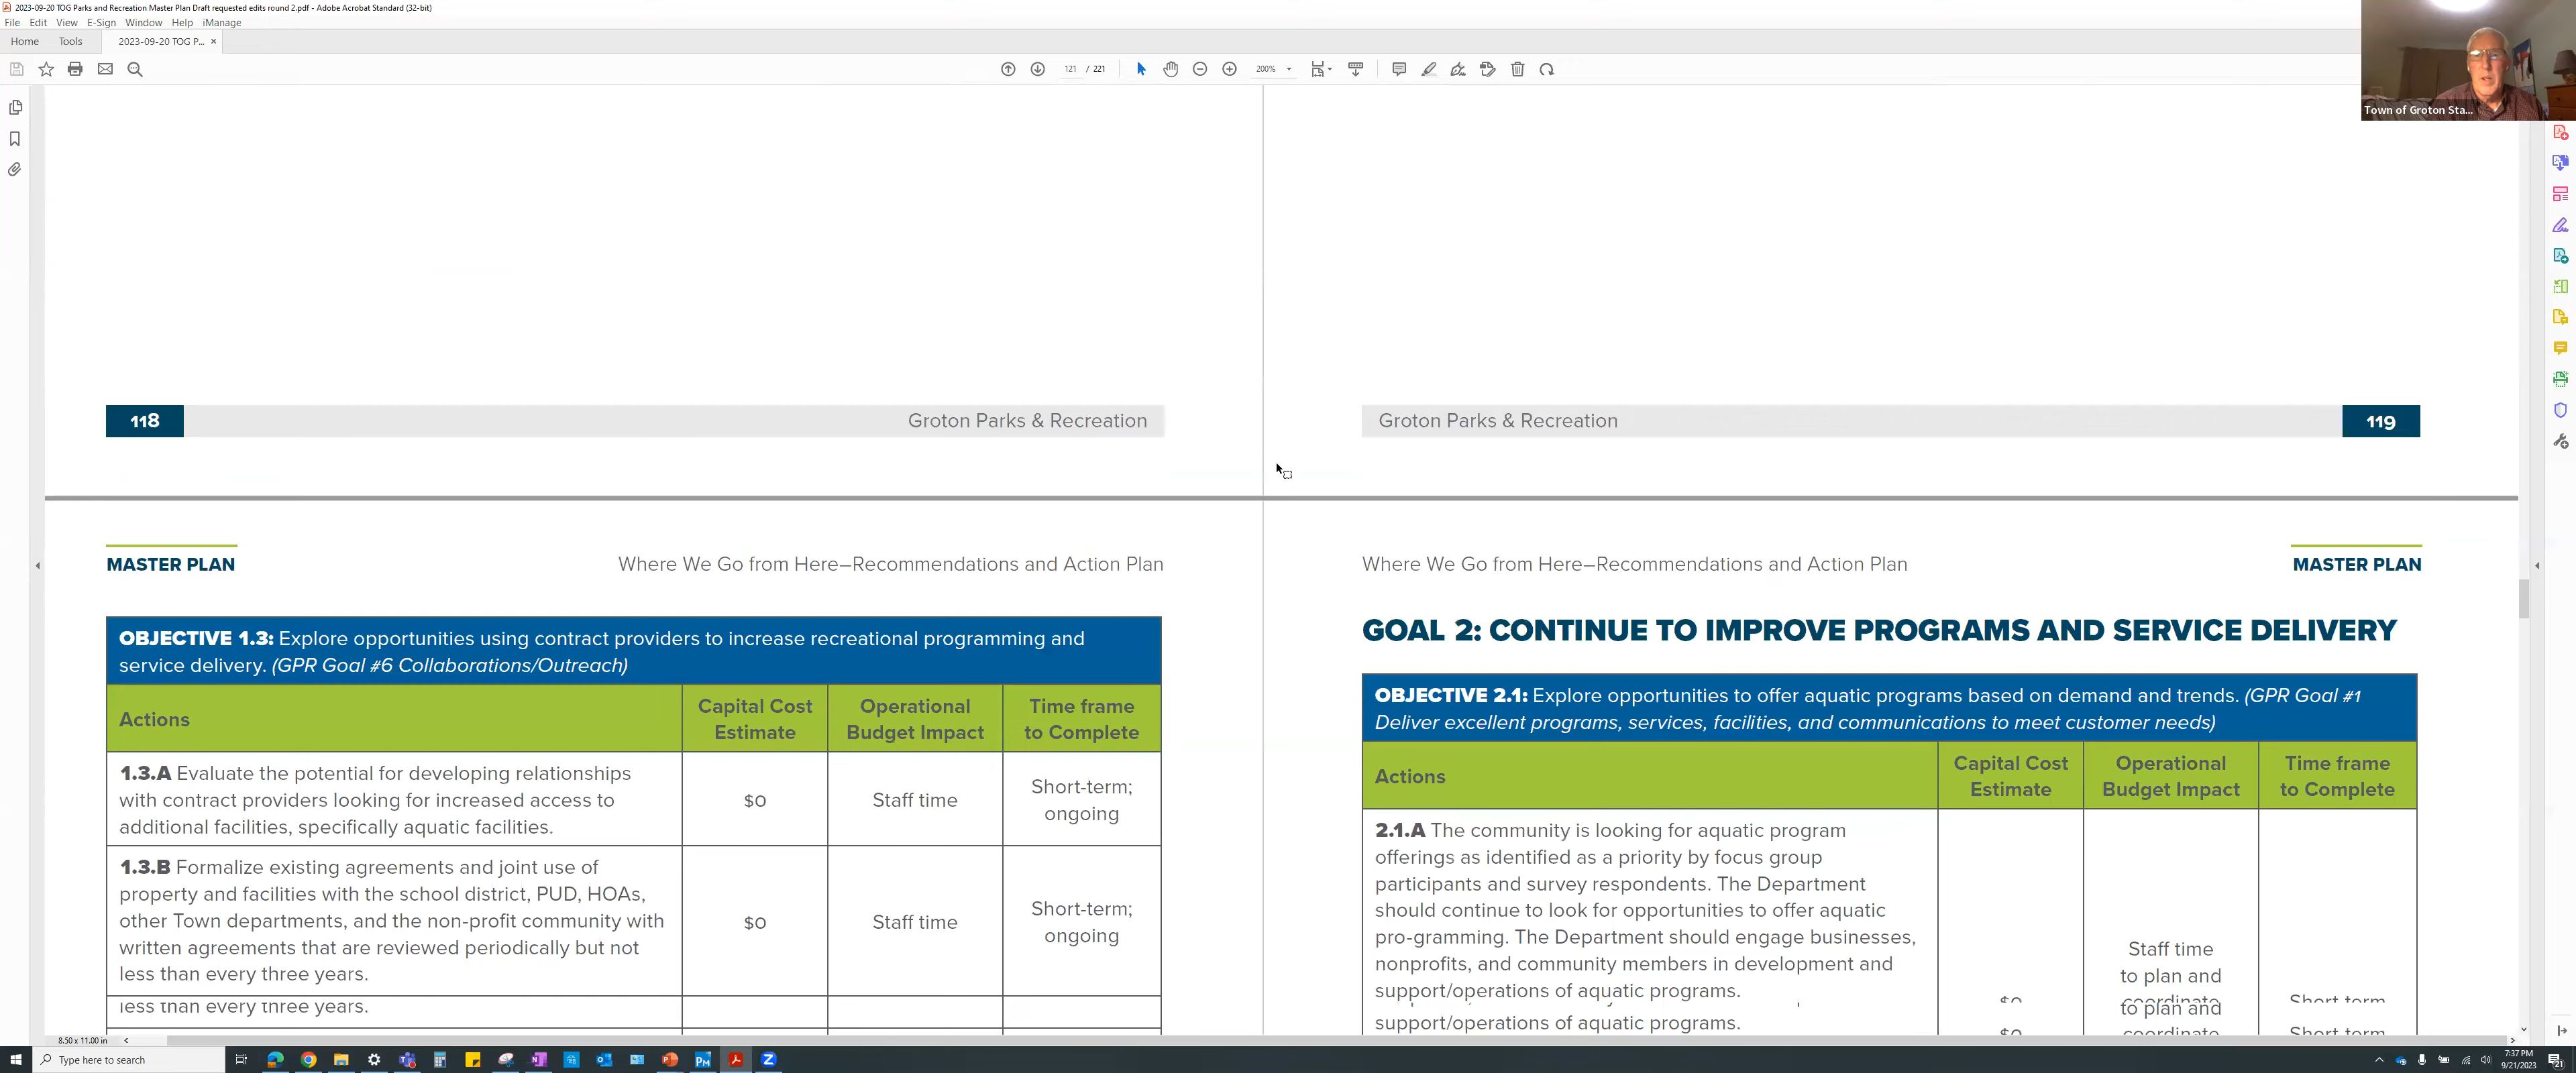 2023-09-20 TOG Parks and Recreation Master Plan Draft requested edits round 2.pdf - Adobe Acrobat Standard (32-bit)
File Edit View E-Sign Window Help iManage
Home Tools 2023-09-20 TOG P... ×
121 / 221 200%
Town of Groton Sta...
118 Groton Parks & Recreation
Groton Parks & Recreation 119
MASTER PLAN Where We Go from Here–Recommendations and Action Plan
OBJECTIVE 1.3: Explore opportunities using contract providers to increase recreational programming and
service delivery. (GPR Goal #6 Collaborations/Outreach)
Actions
Capital Cost
Estimate
Operational
Budget Impact
Time frame
to Complete
1.3.A Evaluate the potential for developing relationships
with contract providers looking for increased access to
additional facilities, specifically aquatic facilities.
$0
Staff time
Short-term;
ongoing
1.3.B Formalize existing agreements and joint use of
property and facilities with the school district, PUD, HOAs,
other Town departments, and the non-profit community with
written agreements that are reviewed periodically but not
less than every three years.
$0
Staff time
Short-term;
ongoing
less than every three years.
Where We Go from Here–Recommendations and Action Plan MASTER PLAN
GOAL 2: CONTINUE TO IMPROVE PROGRAMS AND SERVICE DELIVERY
OBJECTIVE 2.1: Explore opportunities to offer aquatic programs based on demand and trends. (GPR Goal #1
Deliver excellent programs, services, facilities, and communications to meet customer needs)
Actions
Capital Cost
Estimate
Operational
Budget Impact
Time frame
to Complete
2.1.A The community is looking for aquatic program
offerings as identified as a priority by focus group
participants and survey respondents. The Department
should continue to look for opportunities to offer aquatic
pro-gramming. The Department should engage businesses,
nonprofits, and community members in development and
support/operations of aquatic programs.
support/operations of aquatic programs.
$0
$0
Staff time
to plan and
coordinate
to plan and
coordinate
Short term
Short term
8.50 x 11.00 in
Type here to search
7:37 PM
9/21/2023